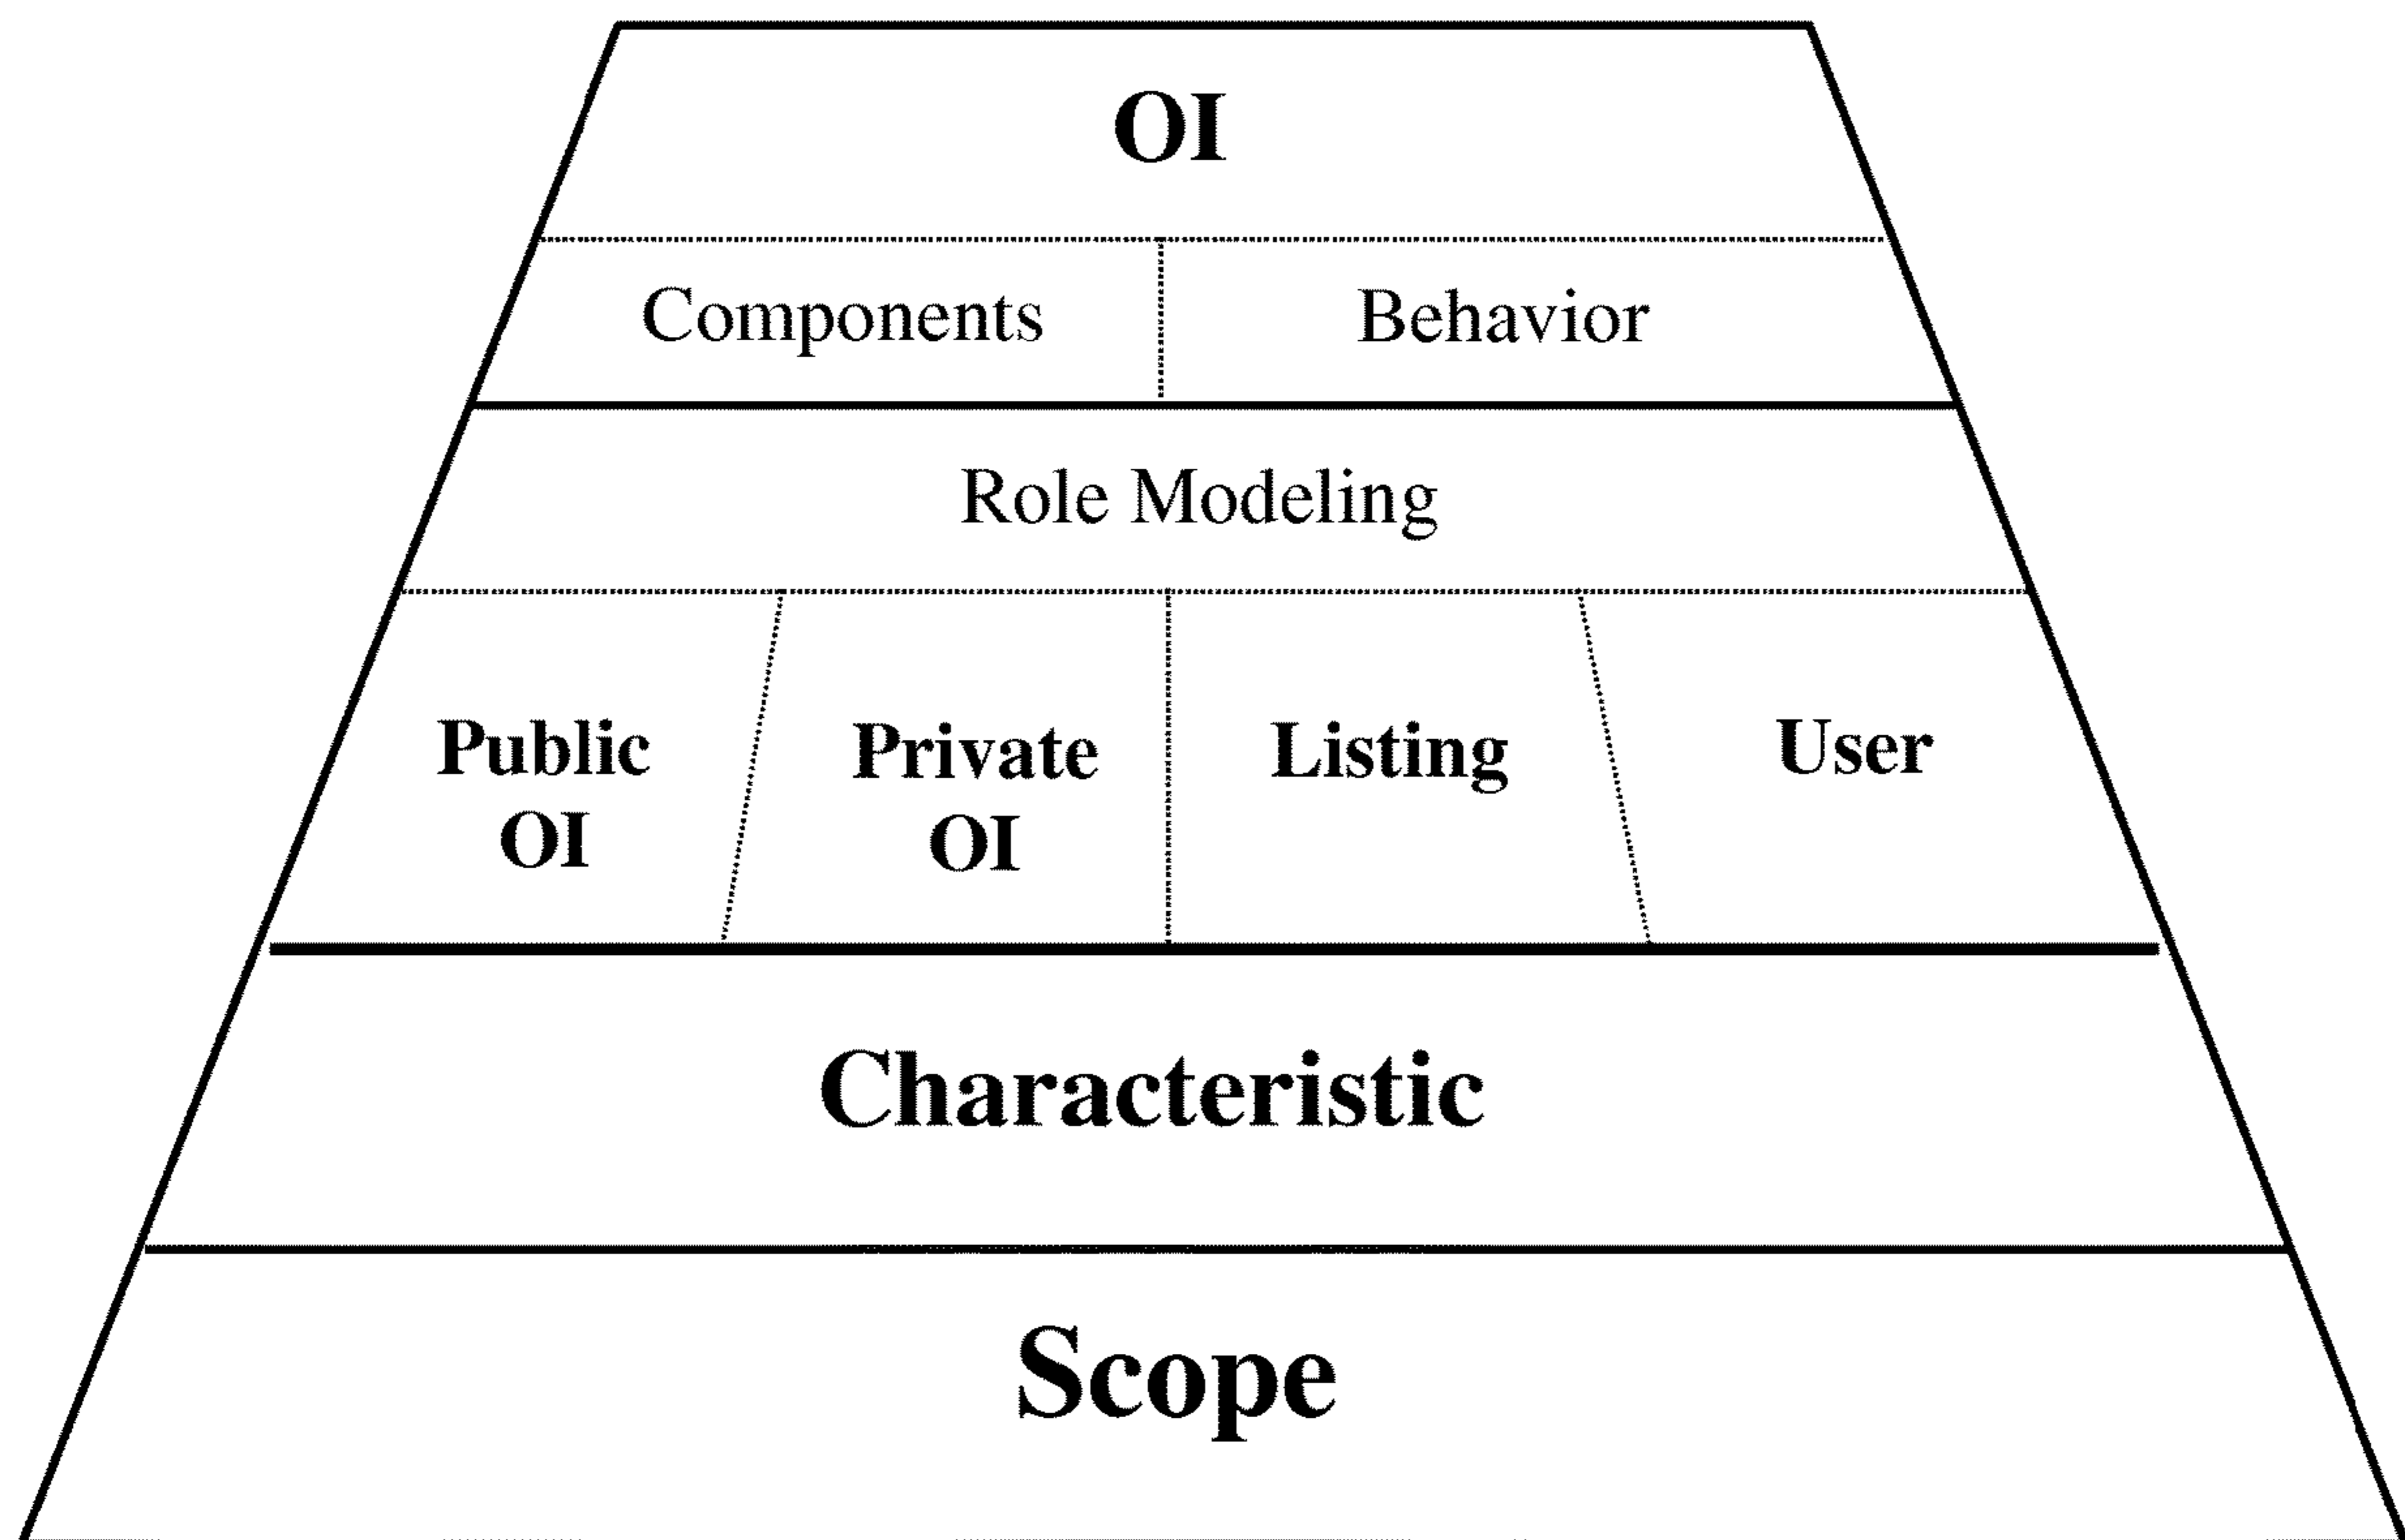 OI
Components Behavior
Role Modeling
Public OI
Private OI
Listing
User
Characteristic
Scope